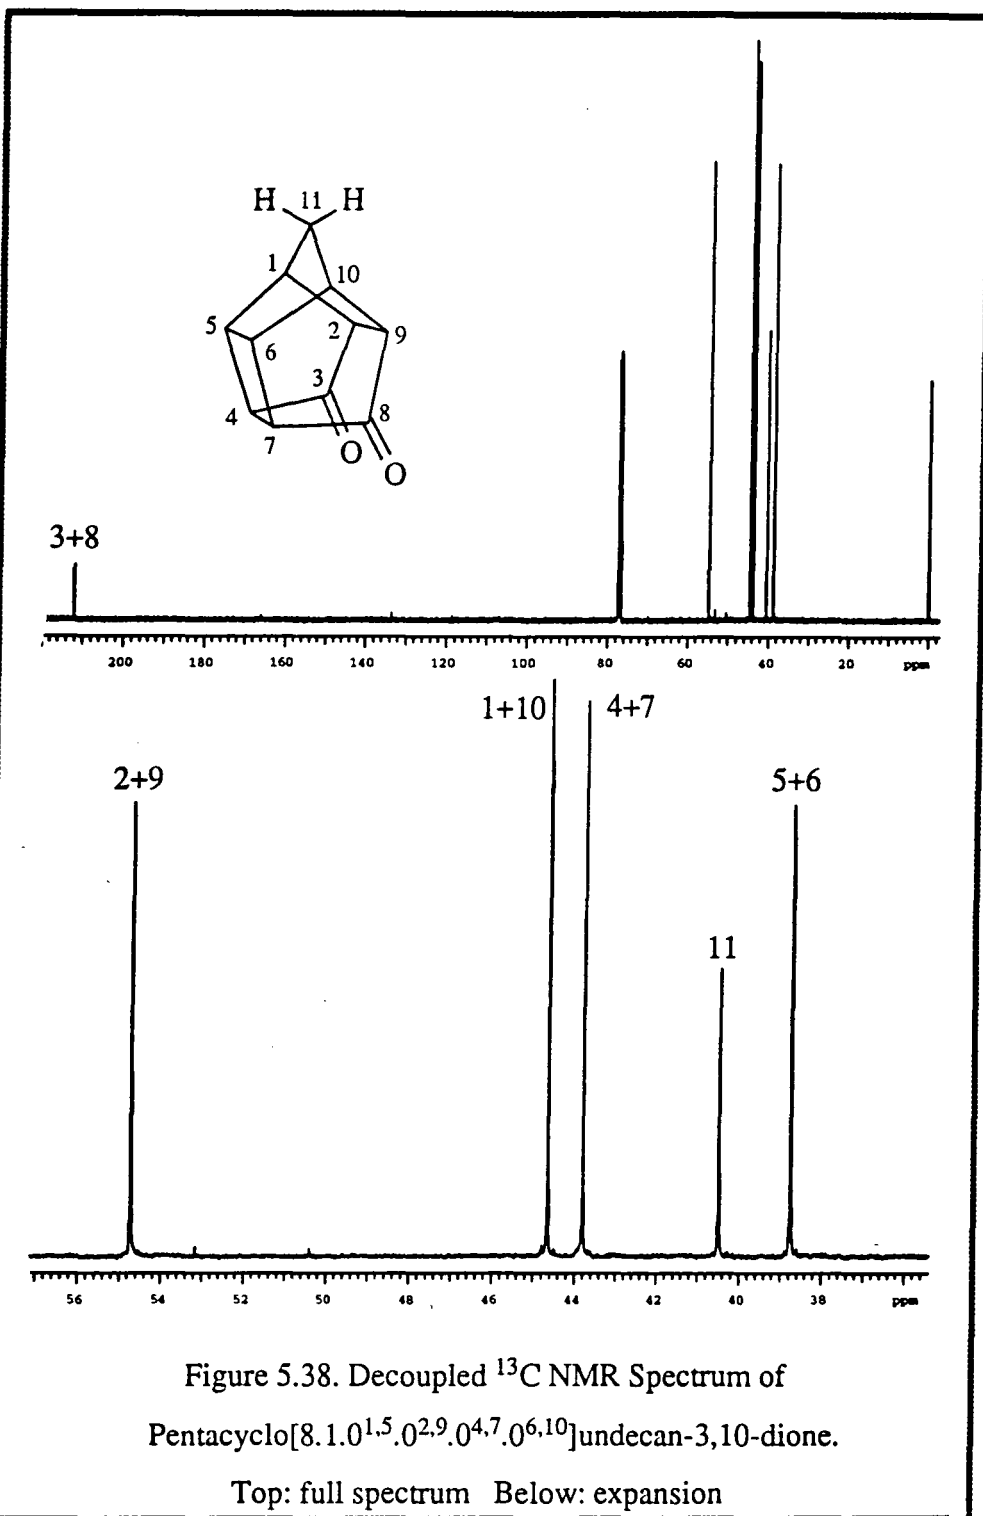 H 11 H
1
10
5
2
9
6
3
4
8
7
O
O
3+8
200 180 160 140 120 100 80 60 40 20 ppm
1+10 4+7
2+9
5+6
11
56 54 52 50 48 46 44 42 40 38 ppm
Figure 5.38. Decoupled ¹³C NMR Spectrum of
Pentacyclo[8.1.0¹,⁵.0²,⁹.0⁴,⁷.0⁶,¹⁰]undecan-3,10-dione.
Top: full spectrum Below: expansion